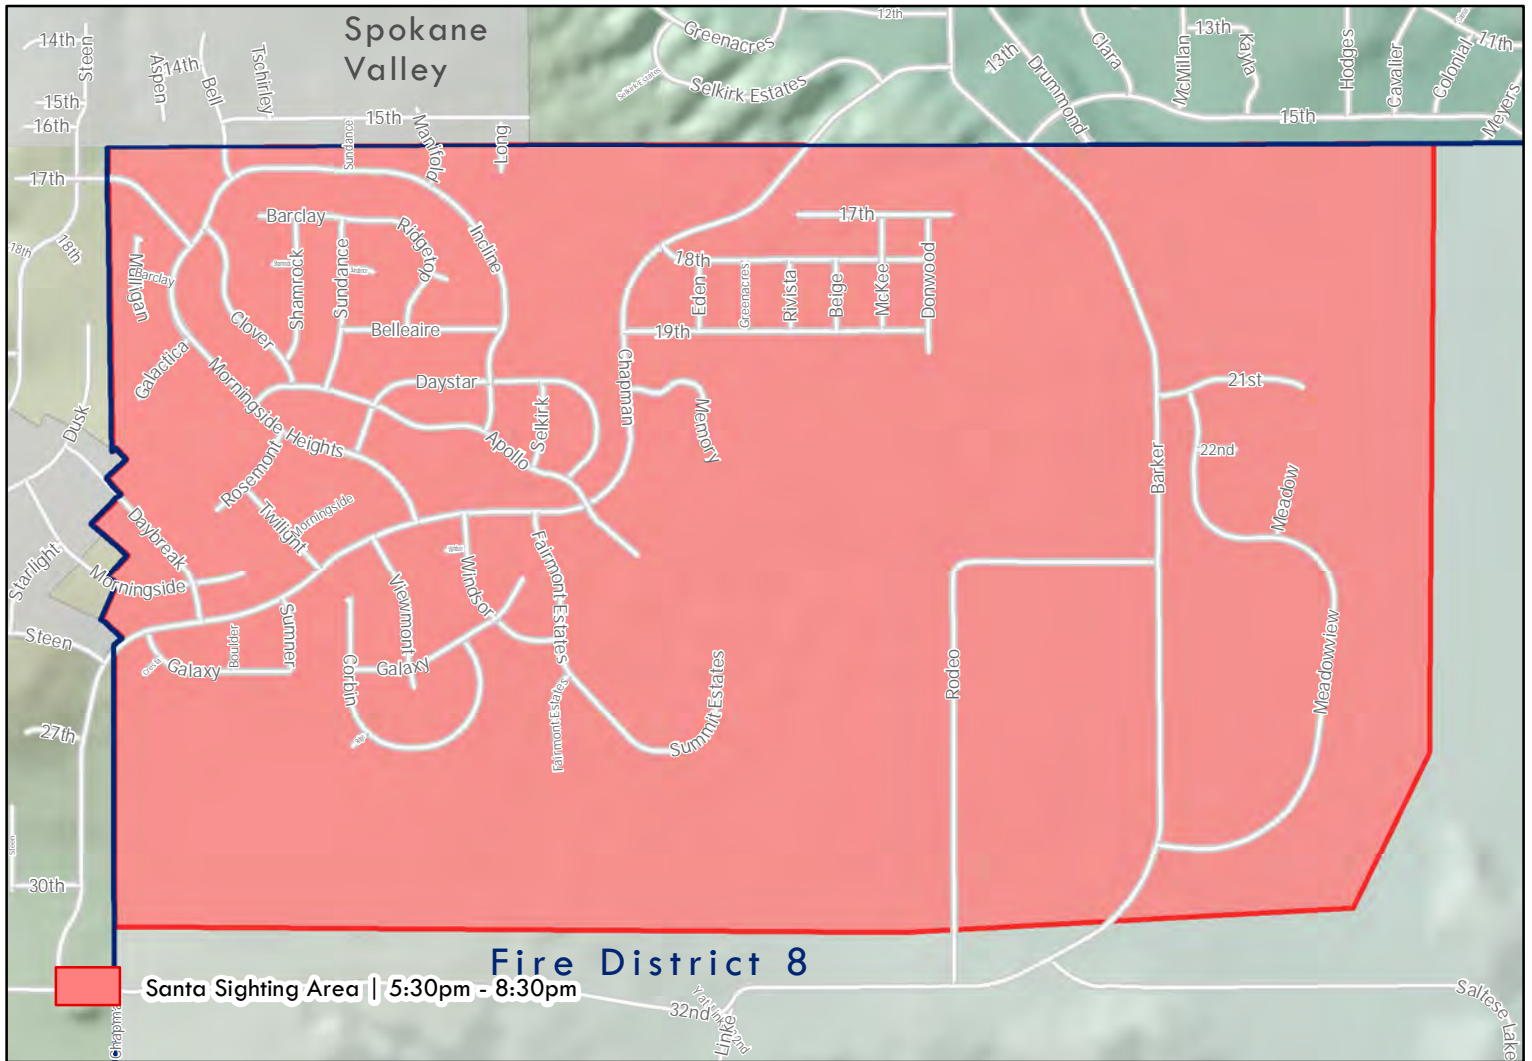 Spokane
Valley
14th
Steen
Aspen
14th
Bell
Tschirley
15th
16th
15th
Sundance
Manifold
Long
Greenacres
Selkirk Estates
Selkirk Estates
12th
13th
Drummond
Clara
McMillan
13th
Kayla
Hodges
Cavalier
Colonial
11th
15th
Meyers
17th
18th
18th
Mulligan
Barclay
Barclay
Ridgetop
Incline
Shamrock
Sundance
Clover
Belleaire
Galactica
Morningside Heights
Daystar
Selkirk
Apollo
Chapman
Memory
17th
18th
Eden
Greenacres
Rivista
Beige
McKee
Donwood
19th
21st
22nd
Barker
Meadow
Meadowview
Rodeo
Dusk
Rosemont
Twilight
Morningside
Daybreak
Morningside
Starlight
Steen
Windsor
Viewmont
Fairmont Estates
Fairmont Estates
Summit Estates
Sumner
Boulder
Galaxy
Corbin
Galaxy
27th
Steen
30th
Fire District 8
Santa Sighting Area | 5:30pm - 8:30pm
32nd
Linke
Saltese Lake